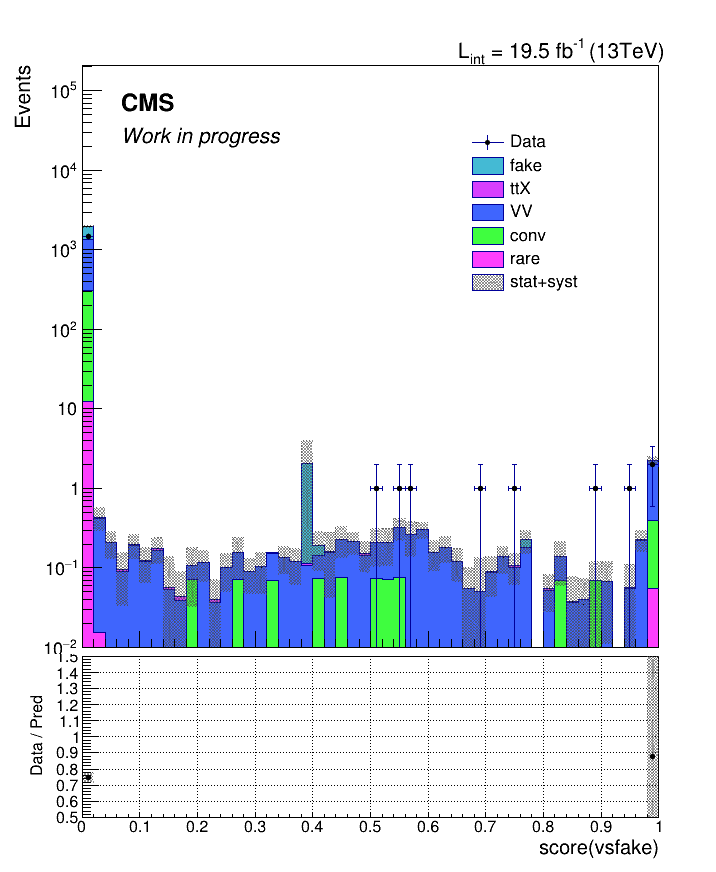 L_int = 19.5 fb^-1 (13TeV)
Events
CMS
Work in progress
Data
fake
ttX
VV
conv
rare
stat+syst
10^5
10^4
10^3
10^2
10
1
10^−1
10^−2
Data / Pred
1.5
1.4
1.3
1.2
1.1
1
0.9
0.8
0.7
0.6
0.5
0 0.1 0.2 0.3 0.4 0.5 0.6 0.7 0.8 0.9 1
score(vsfake)